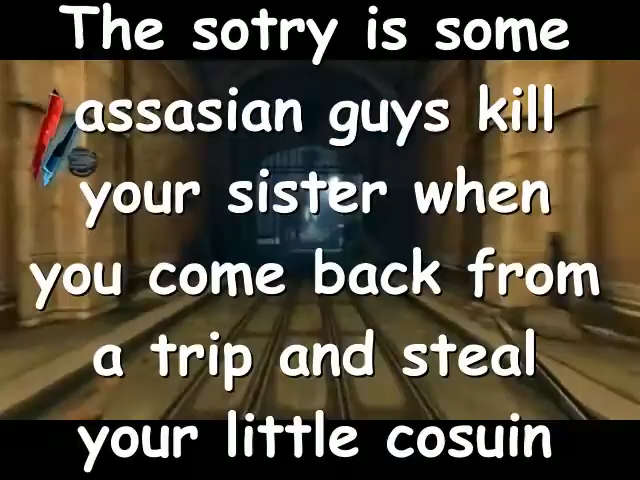 The sotry is some
assasian guys kill
your sister when
you come back from
a trip and steal
your little cosuin